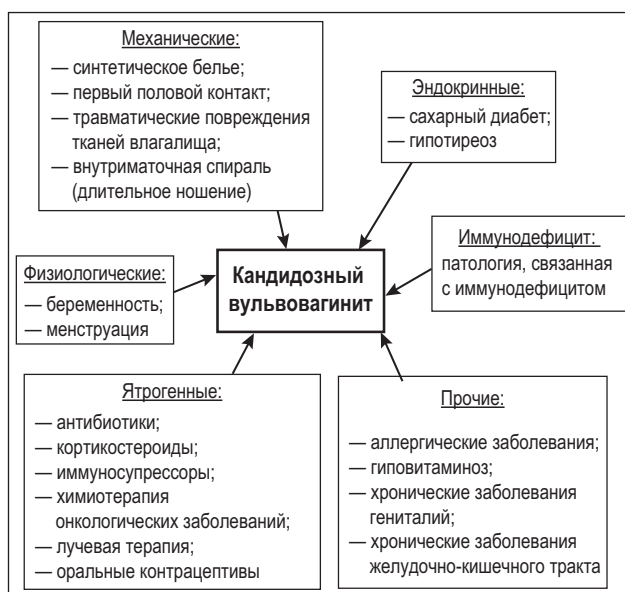 Механические:
— синтетическое белье;
— первый половой контакт;
— травматические повреждения
тканей влагалища;
— внутриматочная спираль
(длительное ношение)
Эндокринные:
— сахарный диабет;
— гипотиреоз
Иммунодефицит:
патология, связанная
с иммунодефицитом
Физиологические:
— беременность;
— менструация
Кандидозный
вульвовагинит
Ятрогенные:
— антибиотики;
— кортикостероиды;
— иммуносупрессоры;
— химиотерапия
онкологических заболеваний;
— лучевая терапия;
— оральные контрацептивы
Прочие:
— аллергические заболевания;
— гиповитаминоз;
— хронические заболевания
гениталий;
— хронические заболевания
желудочно-кишечного тракта